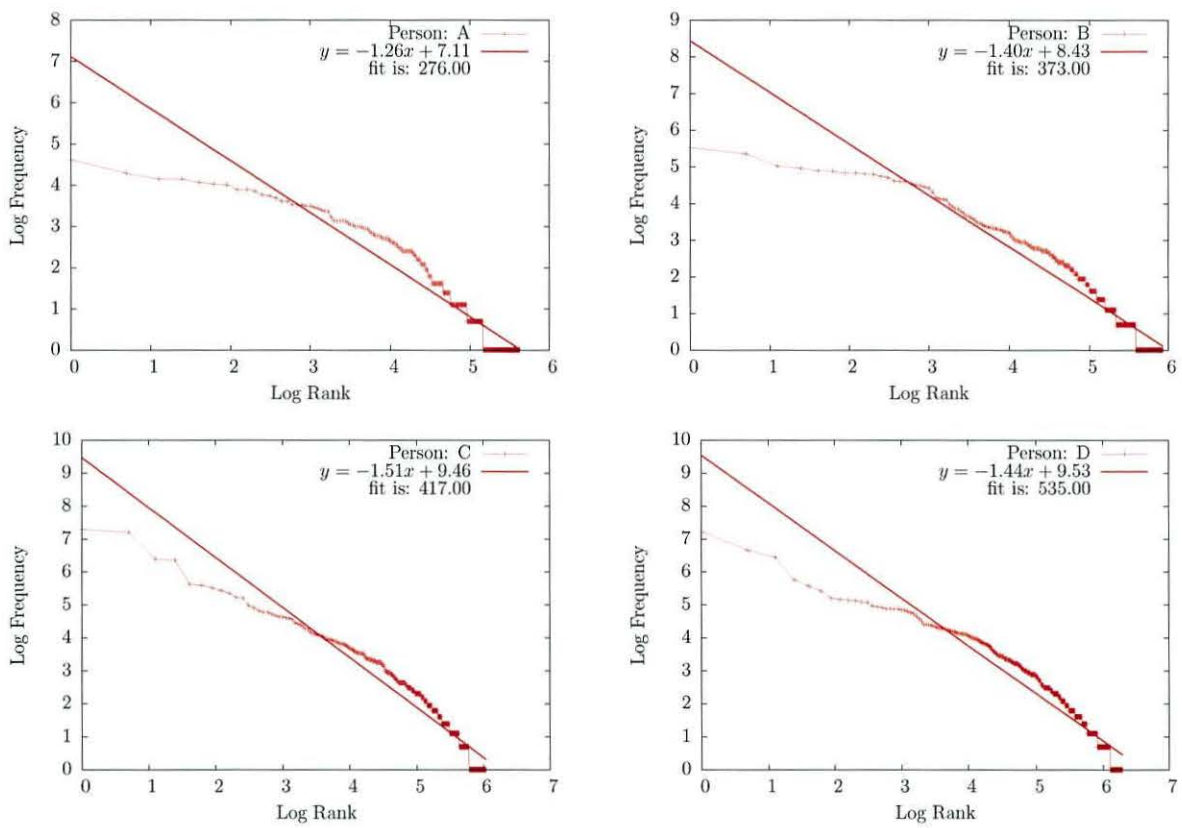 Person: A
y = −1.26x + 7.11
fit is: 276.00
8
7
6
5
4
3
2
1
0
Log Frequency
0 1 2 3 4 5 6
Log Rank
Person: B
y = −1.40x + 8.43
fit is: 373.00
9
8
7
6
5
4
3
2
1
0
Log Frequency
0 1 2 3 4 5 6
Log Rank
Person: C
y = −1.51x + 9.46
fit is: 417.00
10
9
8
7
6
5
4
3
2
1
0
Log Frequency
0 1 2 3 4 5 6 7
Log Rank
Person: D
y = −1.44x + 9.53
fit is: 535.00
10
9
8
7
6
5
4
3
2
1
0
Log Frequency
0 1 2 3 4 5 6 7
Log Rank